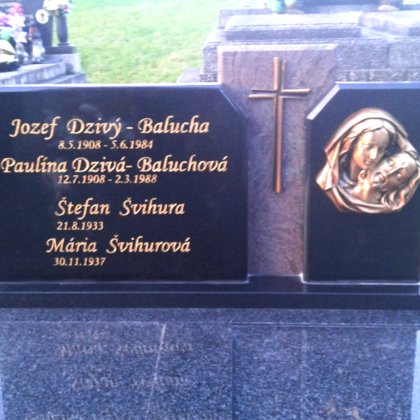 Jozef Dzivý - Balucha
8.5.1908 - 5.6.1984
Paulína Dzivá- Baluchová
12.7.1908 - 2.3.1988
Štefan Švihura
21.8.1933
Mária Švihurová
30.11.1937